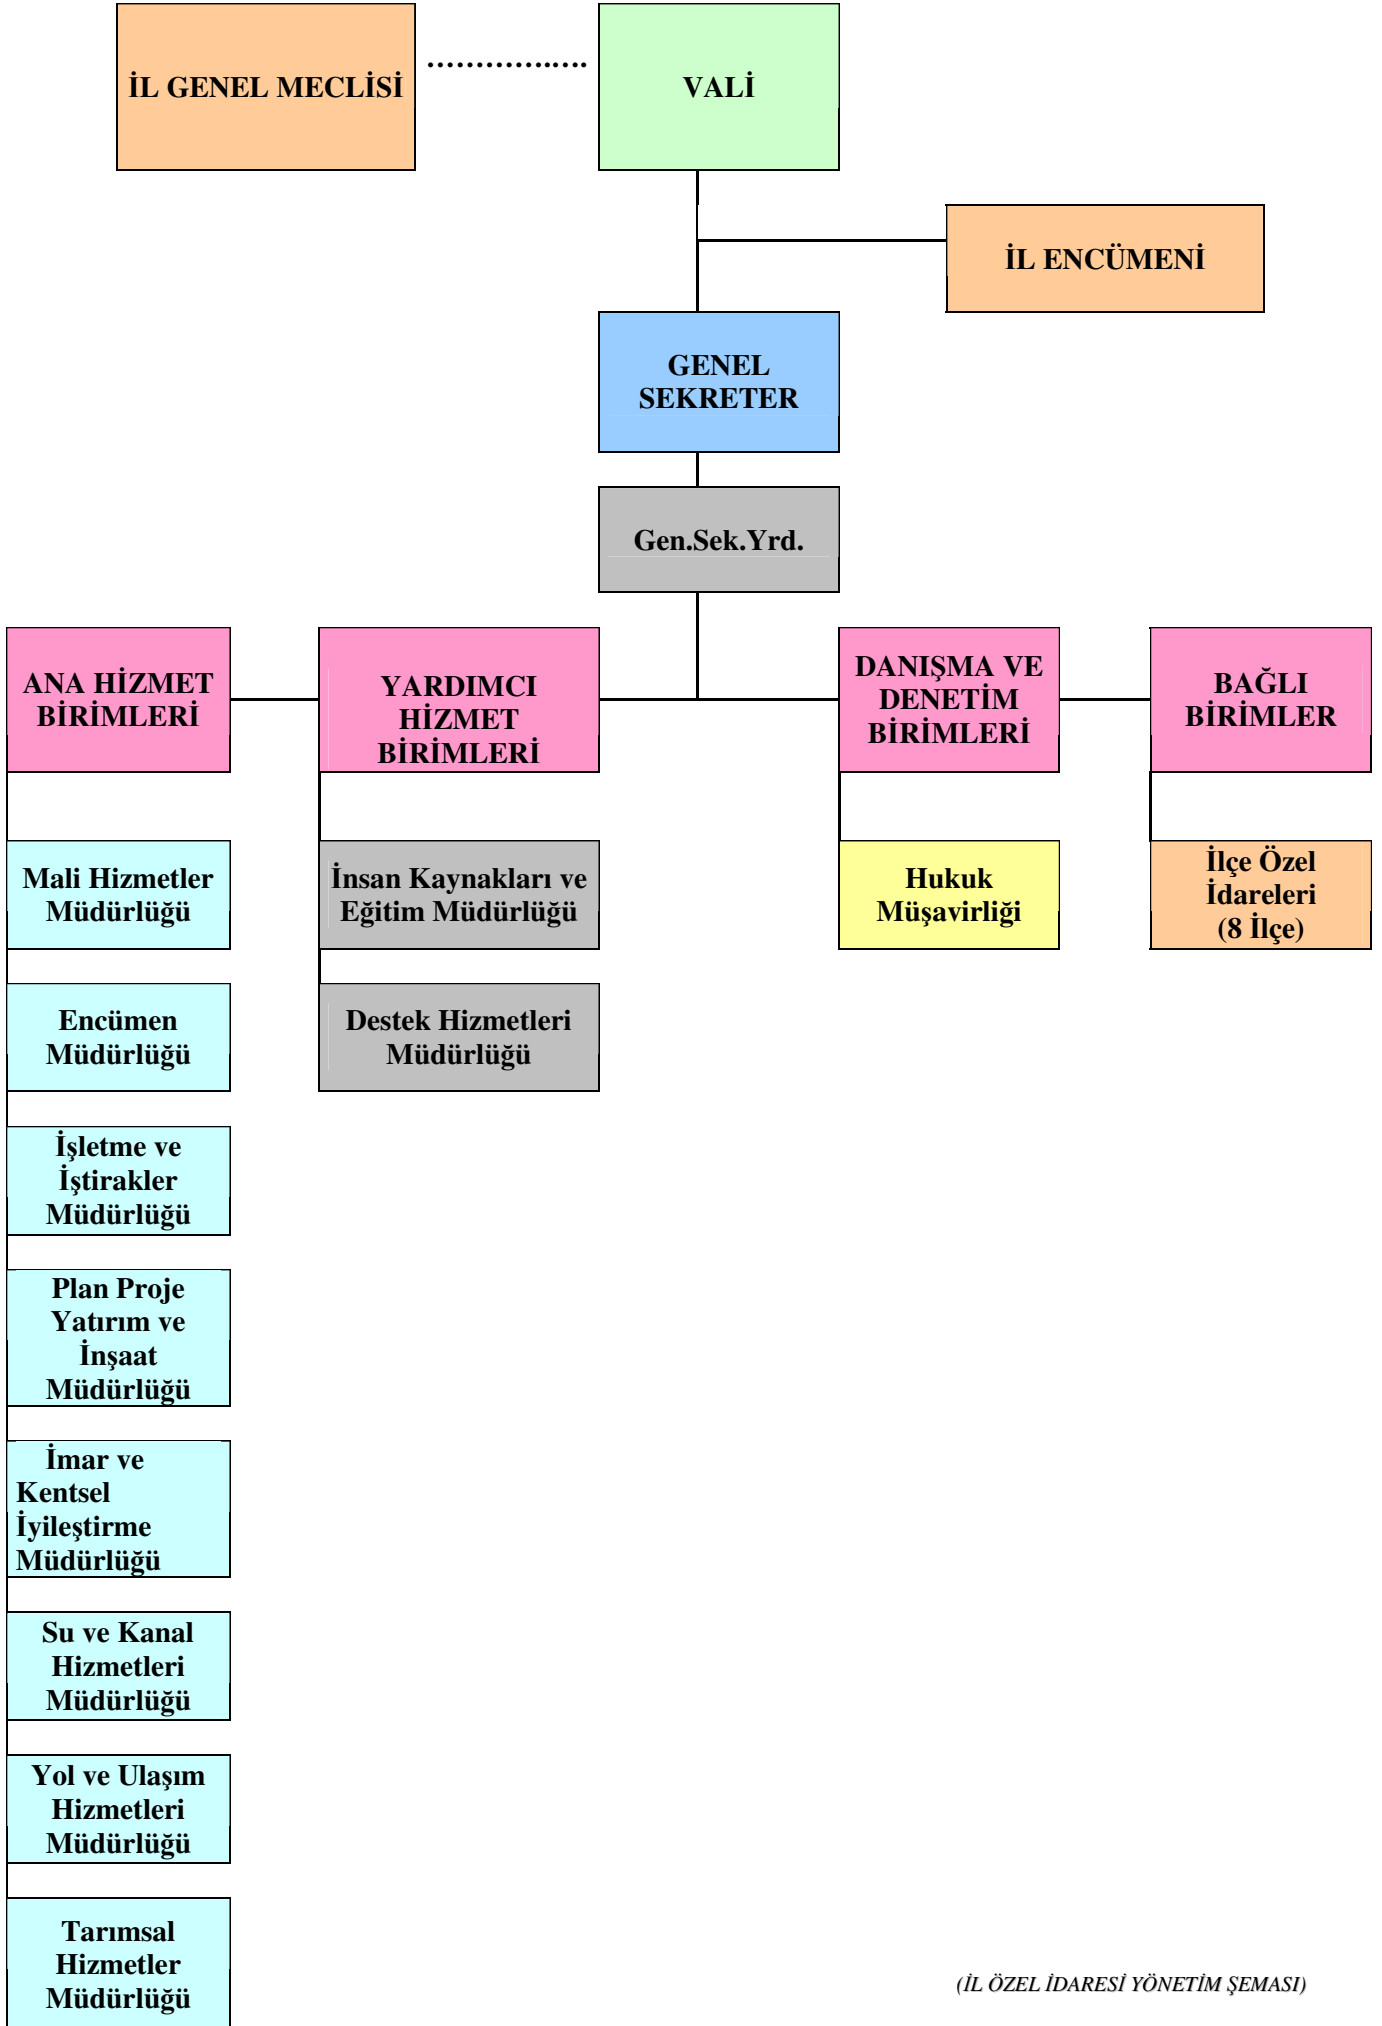 İL GENEL MECLİSİ
................
VALİ
İL ENCÜMENİ
GENEL
SEKRETER
Gen.Sek.Yrd.
ANA HİZMET
BİRİMLERİ
YARDIMCI
HİZMET
BİRİMLERİ
DANIŞMA VE
DENETİM
BİRİMLERİ
BAĞLI
BİRİMLER
Mali Hizmetler
Müdürlüğü
İnsan Kaynakları ve
Eğitim Müdürlüğü
Hukuk
Müşavirliği
İlçe Özel
İdareleri
(8 İlçe)
Encümen
Müdürlüğü
Destek Hizmetleri
Müdürlüğü
İşletme ve
İştirakler
Müdürlüğü
Plan Proje
Yatırım ve
İnşaat
Müdürlüğü
İmar ve
Kentsel
İyileştirme
Müdürlüğü
Su ve Kanal
Hizmetleri
Müdürlüğü
Yol ve Ulaşım
Hizmetleri
Müdürlüğü
Tarımsal
Hizmetler
Müdürlüğü
(İL ÖZEL İDARESİ YÖNETİM ŞEMASI)